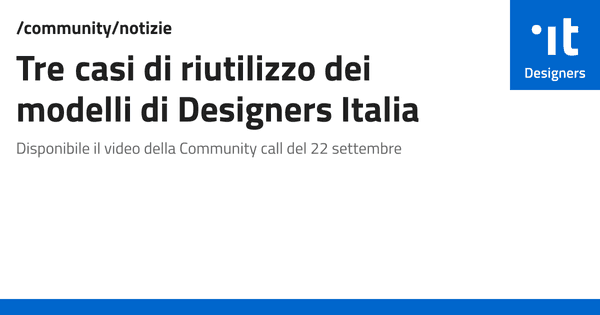 /community/notizie
Tre casi di riutilizzo dei
modelli di Designers Italia
Disponibile il video della Community call del 22 settembre
.it
Designers